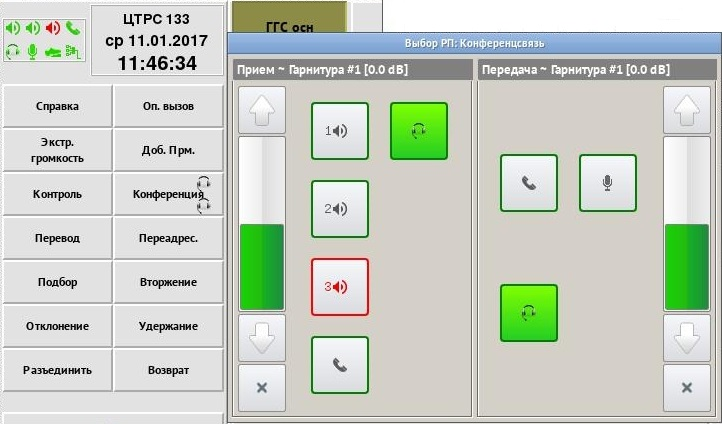 ЦТРС 133
ср 11.01.2017
11:46:34
ГГС осн
Выбор РП: Конференцсвязь
Прием ~ Гарнитура #1 [0.0 dB]
Передача ~ Гарнитура #1 [0.0 dB]
Справка
Оп. вызов
Экстр.
громкость
Доб. Прм.
Контроль
Конференция
Перевод
Переадрес.
Подбор
Вторжение
Отклонение
Удержание
Разъединить
Возврат
1
2
3